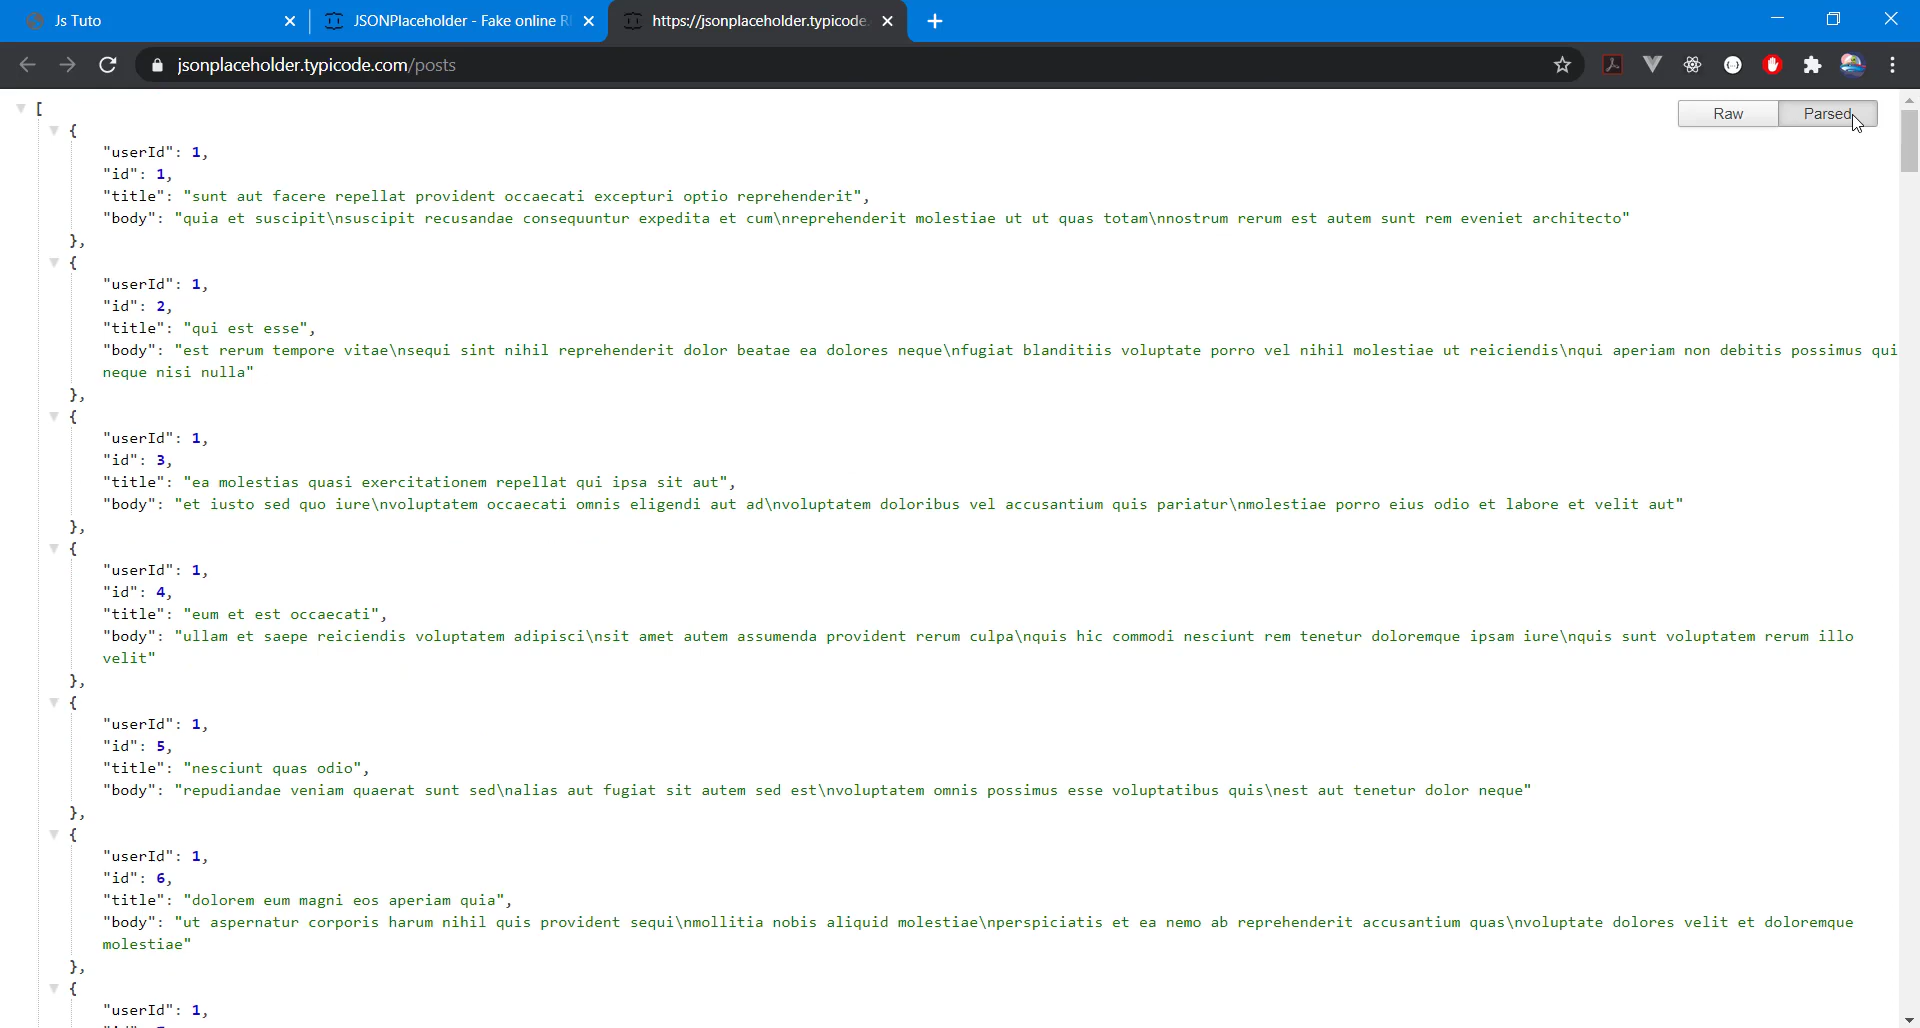 Js Tuto
JSONPlaceholder - Fake online R
https://jsonplaceholder.typicode.
jsonplaceholder.typicode.com/posts
Raw
Parsed
[
{
"userId": 1,
"id": 1,
"title": "sunt aut facere repellat provident occaecati excepturi optio reprehenderit",
"body": "quia et suscipit\nsuscipit recusandae consequuntur expedita et cum\nreprehenderit molestiae ut ut quas totam\nnostrum rerum est autem sunt rem eveniet architecto"
},
{
"userId": 1,
"id": 2,
"title": "qui est esse",
"body": "est rerum tempore vitae\nsequi sint nihil reprehenderit dolor beatae ea dolores neque\nfugiat blanditiis voluptate porro vel nihil molestiae ut reiciendis\nqui aperiam non debitis possimus qui
neque nisi nulla"
},
{
"userId": 1,
"id": 3,
"title": "ea molestias quasi exercitationem repellat qui ipsa sit aut",
"body": "et iusto sed quo iure\nvoluptatem occaecati omnis eligendi aut ad\nvoluptatem doloribus vel accusantium quis pariatur\nmolestiae porro eius odio et labore et velit aut"
},
{
"userId": 1,
"id": 4,
"title": "eum et est occaecati",
"body": "ullam et saepe reiciendis voluptatem adipisci\nsit amet autem assumenda provident rerum culpa\nquis hic commodi nesciunt rem tenetur doloremque ipsam iure\nquis sunt voluptatem rerum illo
velit"
},
{
"userId": 1,
"id": 5,
"title": "nesciunt quas odio",
"body": "repudiandae veniam quaerat sunt sed\nalias aut fugiat sit autem sed est\nvoluptatem omnis possimus esse voluptatibus quis\nest aut tenetur dolor neque"
},
{
"userId": 1,
"id": 6,
"title": "dolorem eum magni eos aperiam quia",
"body": "ut aspernatur corporis harum nihil quis provident sequi\nmollitia nobis aliquid molestiae\nperspiciatis et ea nemo ab reprehenderit accusantium quas\nvoluptate dolores velit et doloremque
molestiae"
},
{
"userId": 1,